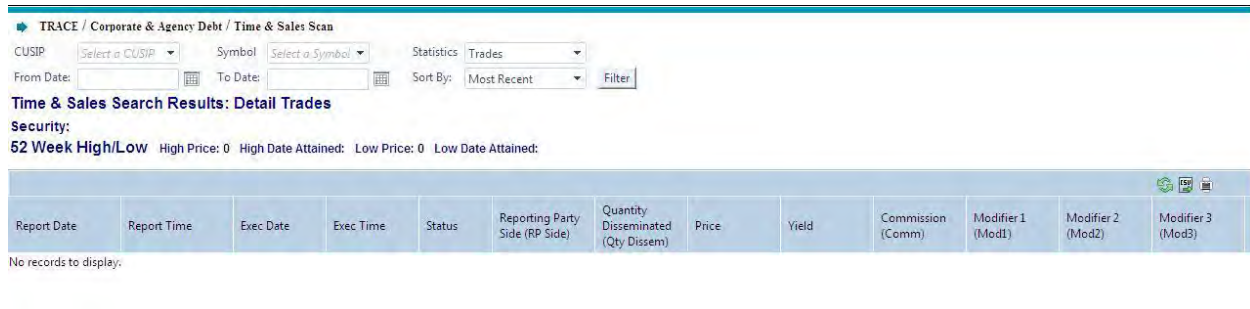 TRACE / Corporate & Agency Debt / Time & Sales Scan
CUSIP Select a CUSIP Symbol Select a Symbol Statistics Trades
From Date: To Date: Sort By: Most Recent Filter
Time & Sales Search Results: Detail Trades
Security:
52 Week High/Low High Price: 0 High Date Attained: Low Price: 0 Low Date Attained:
Report Date Report Time Exec Date Exec Time Status Reporting Party Side (RP Side) Quantity Disseminated (Qty Dissem) Price Yield Commission (Comm) Modifier 1 (Mod1) Modifier 2 (Mod2) Modifier 3 (Mod3)
No records to display.